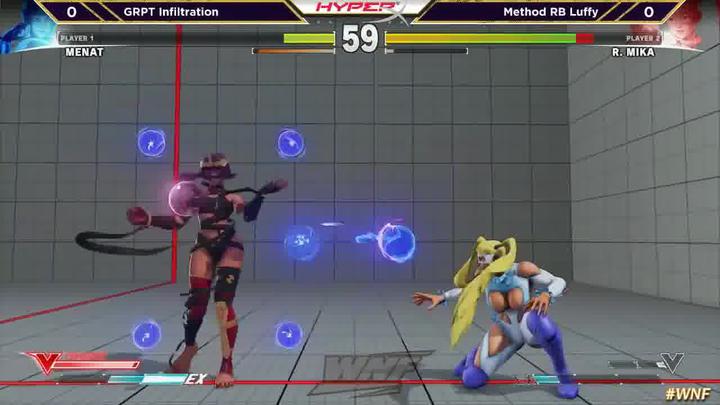 0 GRPT Infiltration HYPER Method RB Luffy 0
PLAYER 1 59 PLAYER 2
MENAT R. MIKA
WNF
V EX V
#WNF